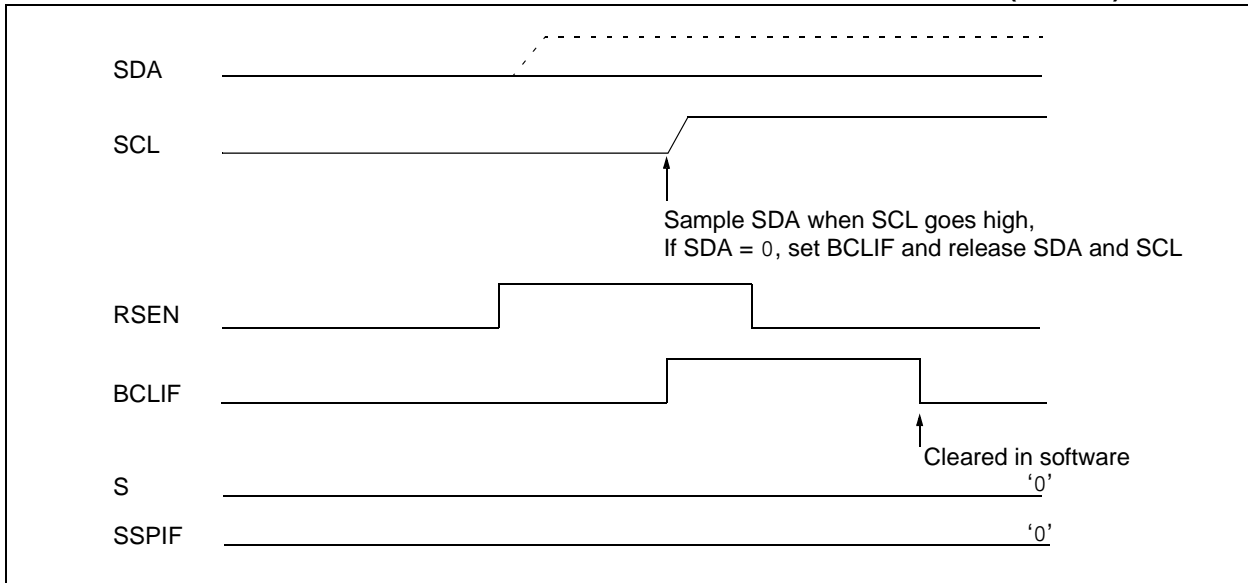 SDA
SCL
Sample SDA when SCL goes high,
If SDA = 0, set BCLIF and release SDA and SCL
RSEN
BCLIF
Cleared in software
S
‘0’
SSPIF
‘0’